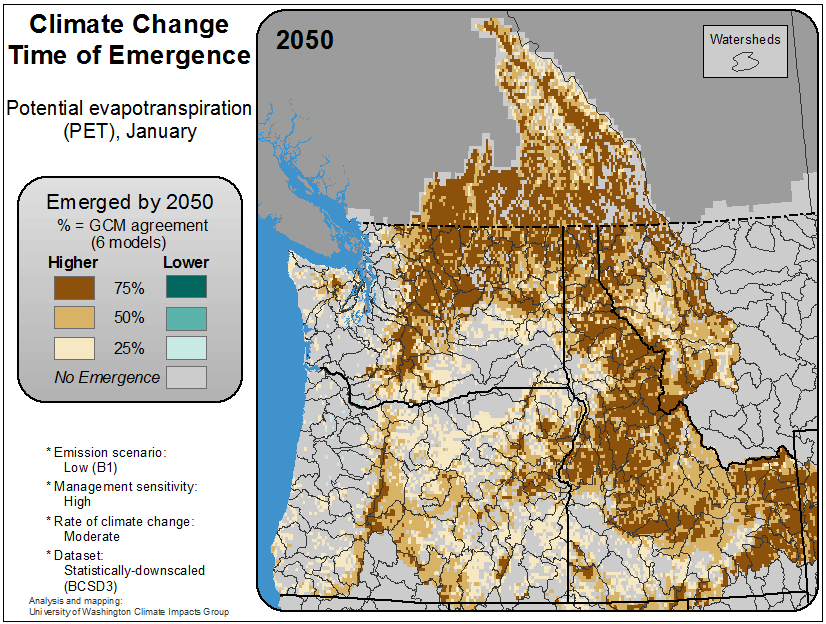 Climate Change
Time of Emergence
Potential evapotranspiration
(PET), January
Emerged by 2050
% = GCM agreement
(6 models)
Higher Lower
75%
50%
25%
No Emergence
* Emission scenario:
Low (B1)
* Management sensitivity:
High
* Rate of climate change:
Moderate
* Dataset:
Statistically-downscaled
(BCSD3)
Analysis and mapping:
University of Washington Climate Impacts Group
2050
Watersheds